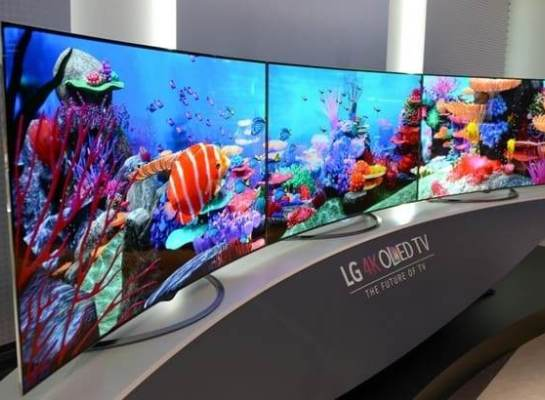 LG 4K OLED TV
THE FUTURE OF TV